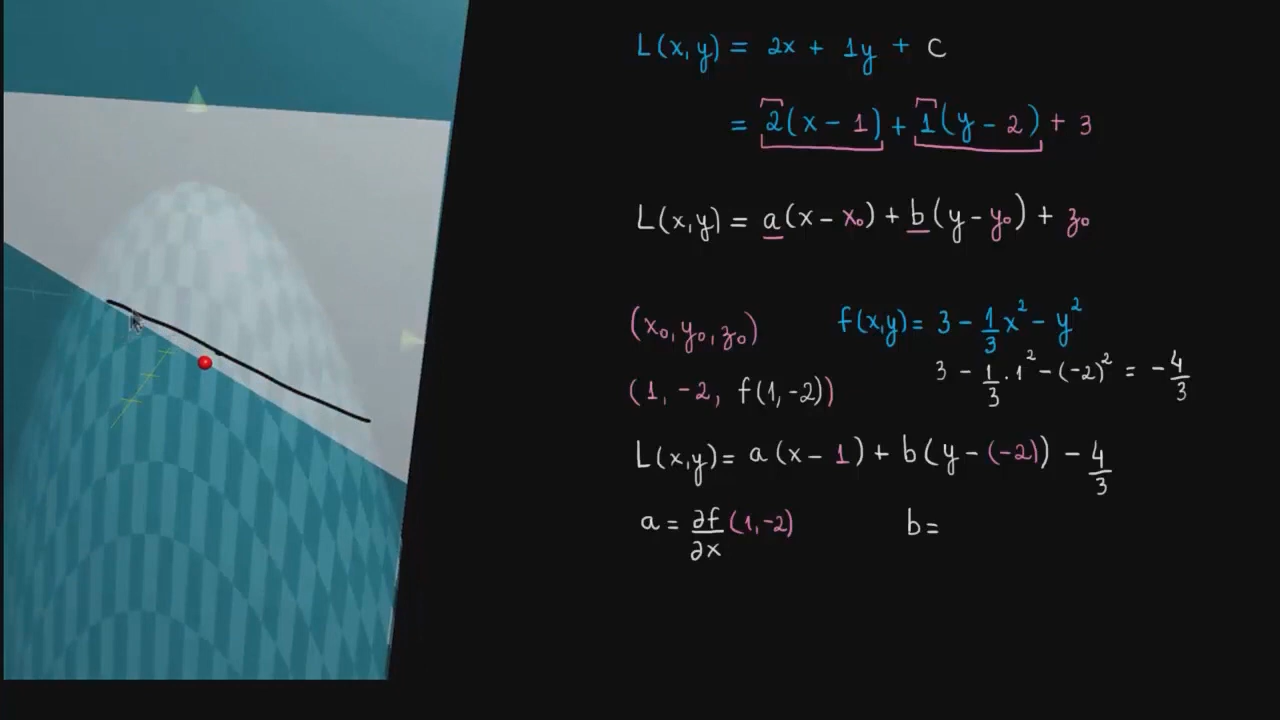 L(x,y) = 2x + 1y + C
= 2(x - 1) + 1(y - 2) + 3
L(x,y) = a(x - x₀) + b(y - y₀) + z₀
(x₀, y₀, z₀)
f(x,y) = 3 - 1/3 x² - y²
3 - 1/3 · 1² - (-2)² = - 4/3
(1, -2, f(1, -2))
L(x,y) = a(x - 1) + b(y - (-2)) - 4/3
a = ∂f/∂x (1, -2)
b =